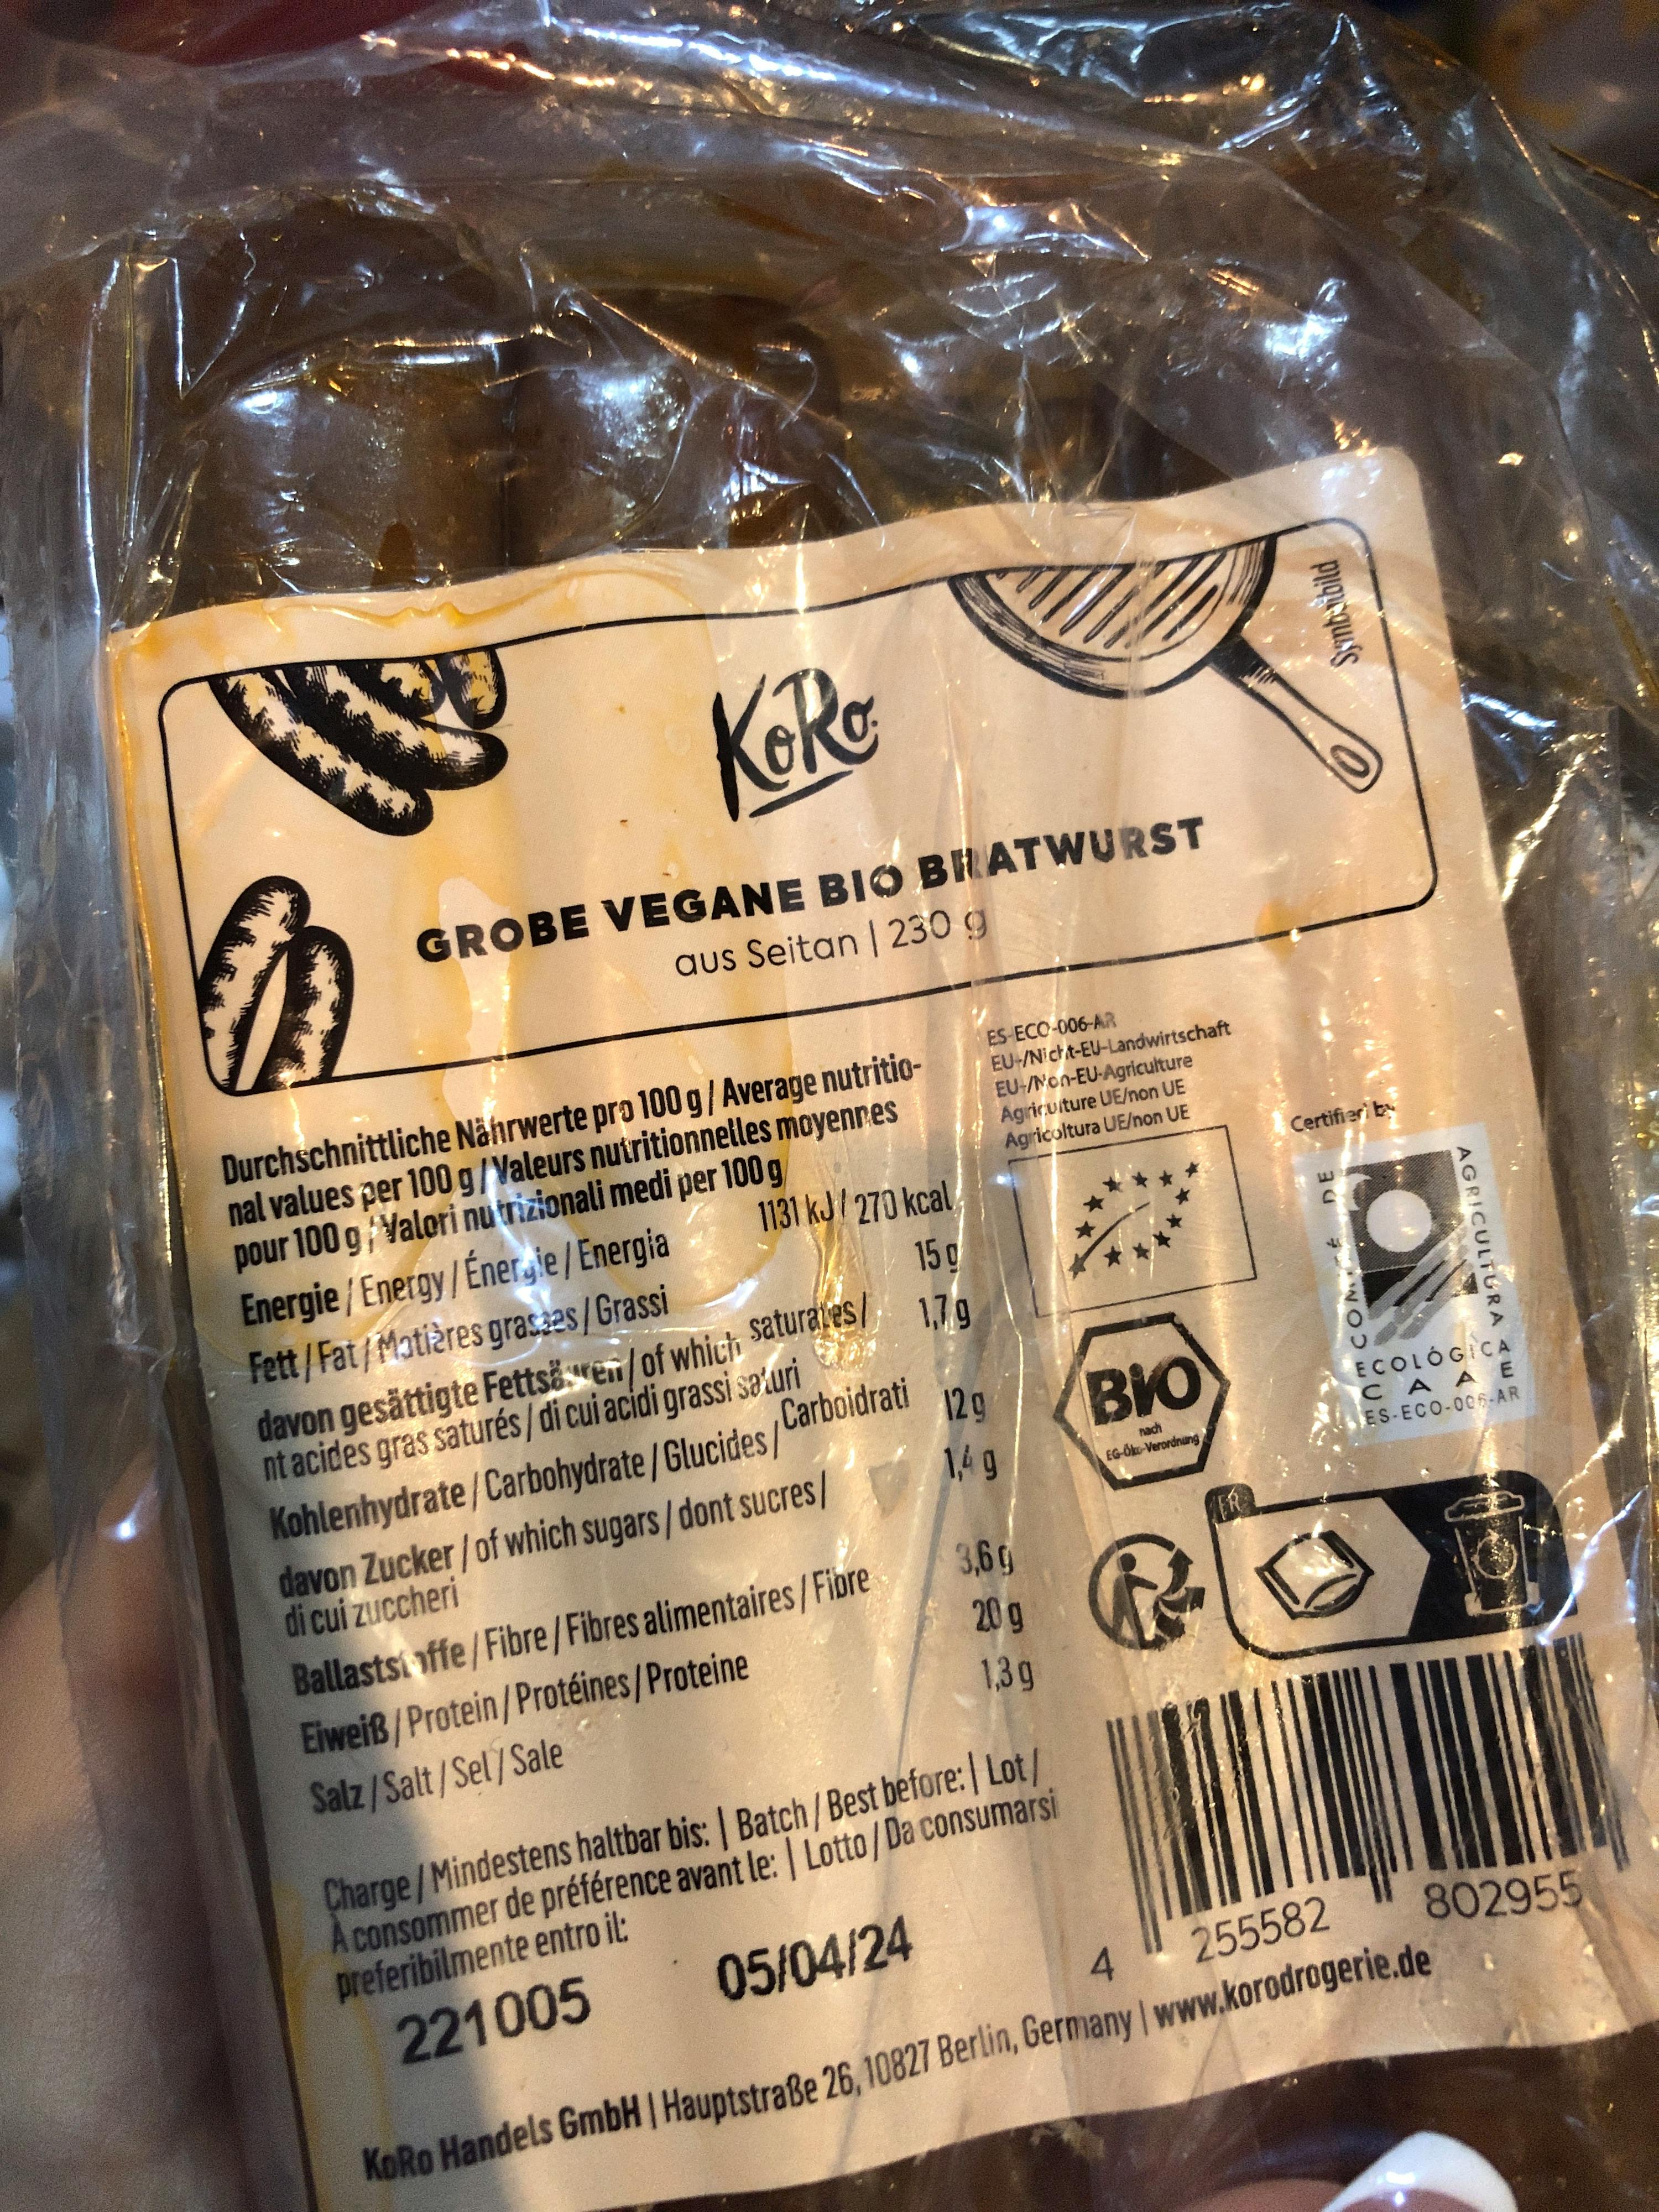 Symbolbild
KoRo
GROBE VEGANE BIO BRATWURST
aus Seitan | 230 g
Durchschnittliche Nährwerte pro 100 g / Average nutritio-
nal values per 100 g / Valeurs nutritionnelles moyennes
pour 100 g / Valori nutrizionali medi per 100 g
Energie / Energy / Énergie / Energia 1131 kJ / 270 kcal
Fett / Fat / Matières grasses / Grassi 15 g
davon gesättigte Fettsäuren / of which saturates / 1,7 g
nt acides gras saturés / di cui acidi grassi saturi
Kohlenhydrate / Carbohydrate / Glucides / Carboidrati 12 g
davon Zucker / of which sugars / dont sucres / 1,4 g
di cui zuccheri
Ballaststoffe / Fibre / Fibres alimentaires / Fibre 3,6 g
Eiweiß / Protein / Protéines / Proteine 20 g
Salz / Salt / Sel / Sale 1,3 g
Charge / Mindestens haltbar bis: | Batch / Best before: | Lot /
À consommer de préférence avant le: | Lotto / Da consumarsi
preferibilmente entro il:
221005 05/04/24
ES-ECO-006-AR
EU-/Nicht-EU-Landwirtschaft
EU-/Non-EU-Agriculture
Agriculture UE/non UE
Agricoltura UE/non UE
Certified by
COMITÉ DE
AGRICULTURA
ECOLÓGICA
C A A E
ES-ECO-006-AR
BIO
nach
EG-Öko-Verordnung
FR
4 255582 802955
KoRo Handels GmbH | Hauptstraße 26, 10827 Berlin, Germany | www.korodrogerie.de